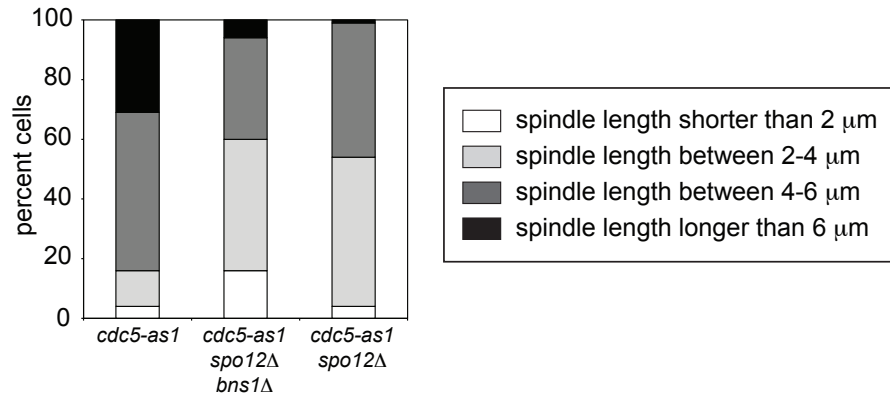 percent cells
100
80
60
40
20
0
cdc5-as1
cdc5-as1
spo12Δ
bns1Δ
cdc5-as1
spo12Δ
spindle length shorter than 2 μm
spindle length between 2-4 μm
spindle length between 4-6 μm
spindle length longer than 6 μm